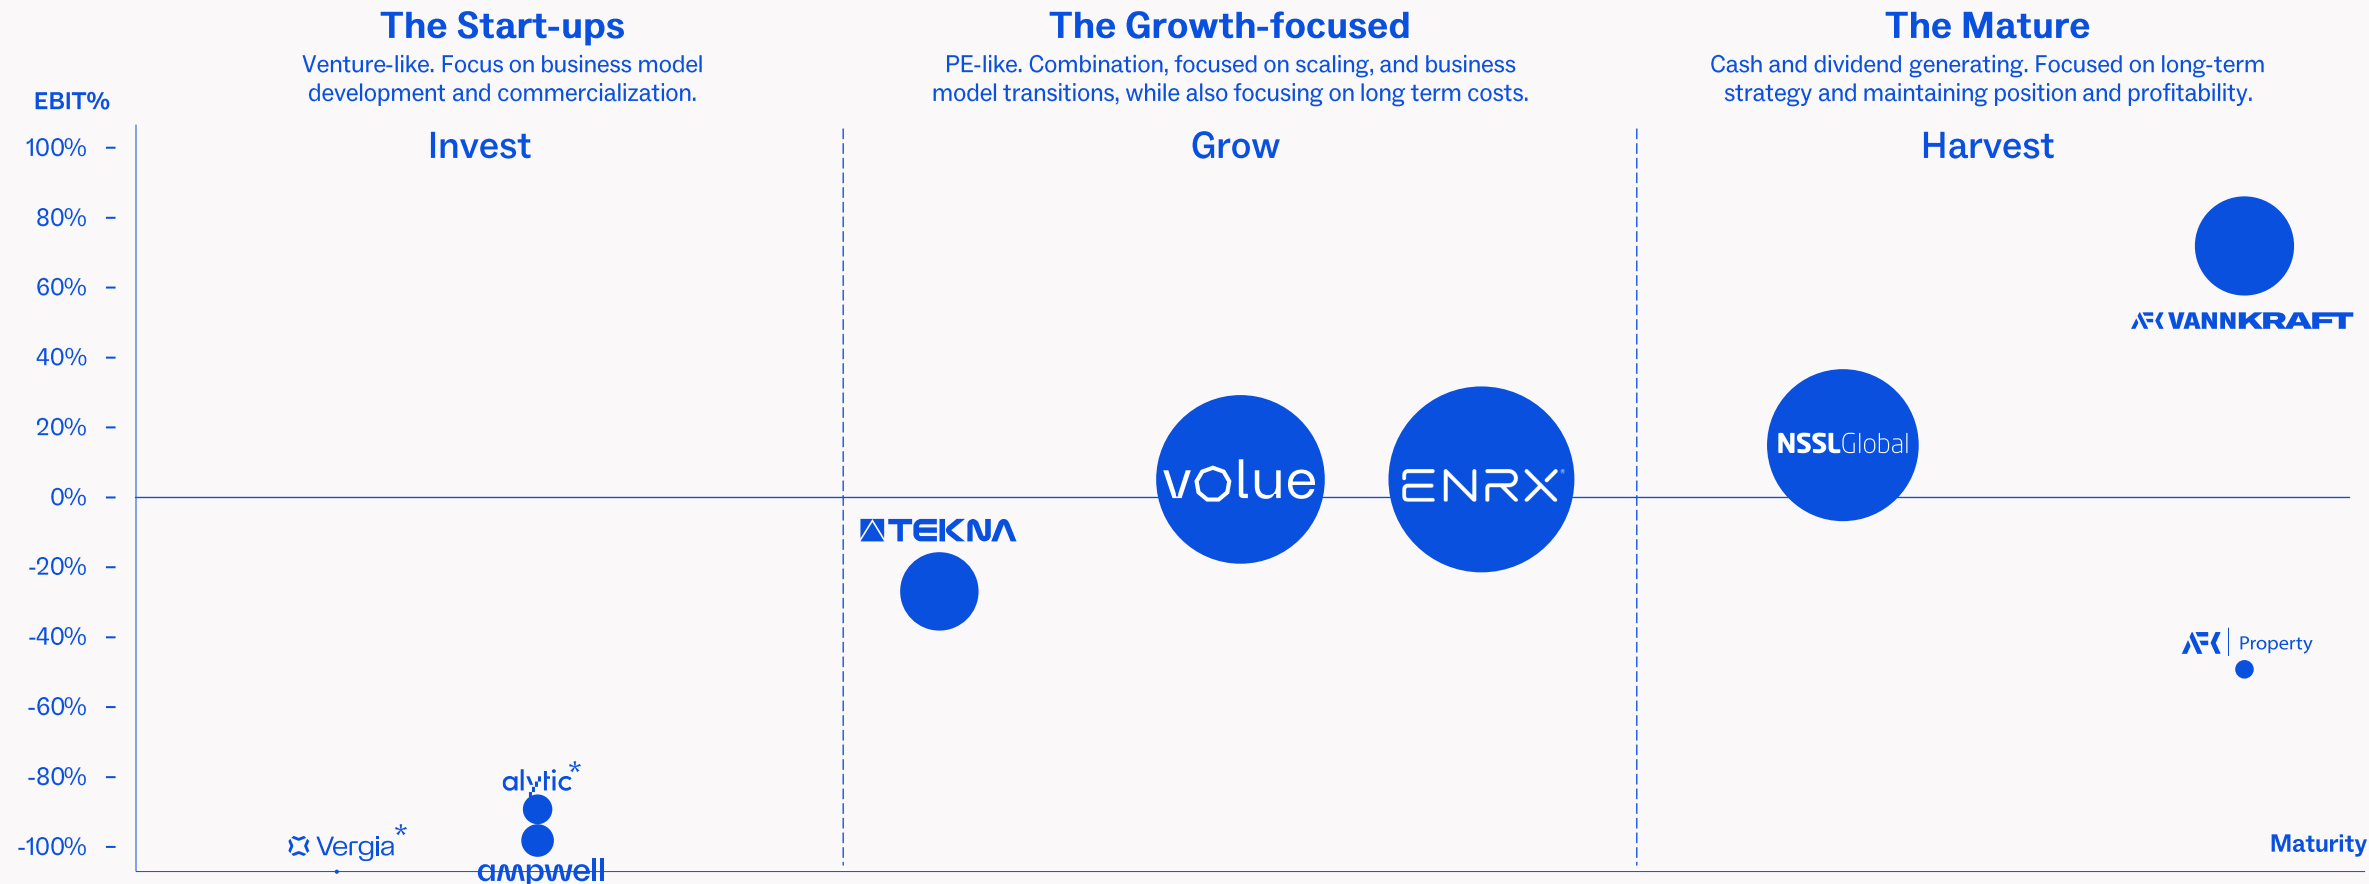 The Start-ups
Venture-like. Focus on business model
development and commercialization.
The Growth-focused
PE-like. Combination, focused on scaling, and business
model transitions, while also focusing on long term costs.
The Mature
Cash and dividend generating. Focused on long-term
strategy and maintaining position and profitability.
EBIT%
Invest
Grow
Harvest
100%
80%
60%
40%
20%
0%
-20%
-40%
-60%
-80%
-100%
AFK VANNKRAFT
NSSLGlobal
volue
ENRX®
TEKNA
AFK | Property
alytic*
Vergia*
ampwell
Maturity